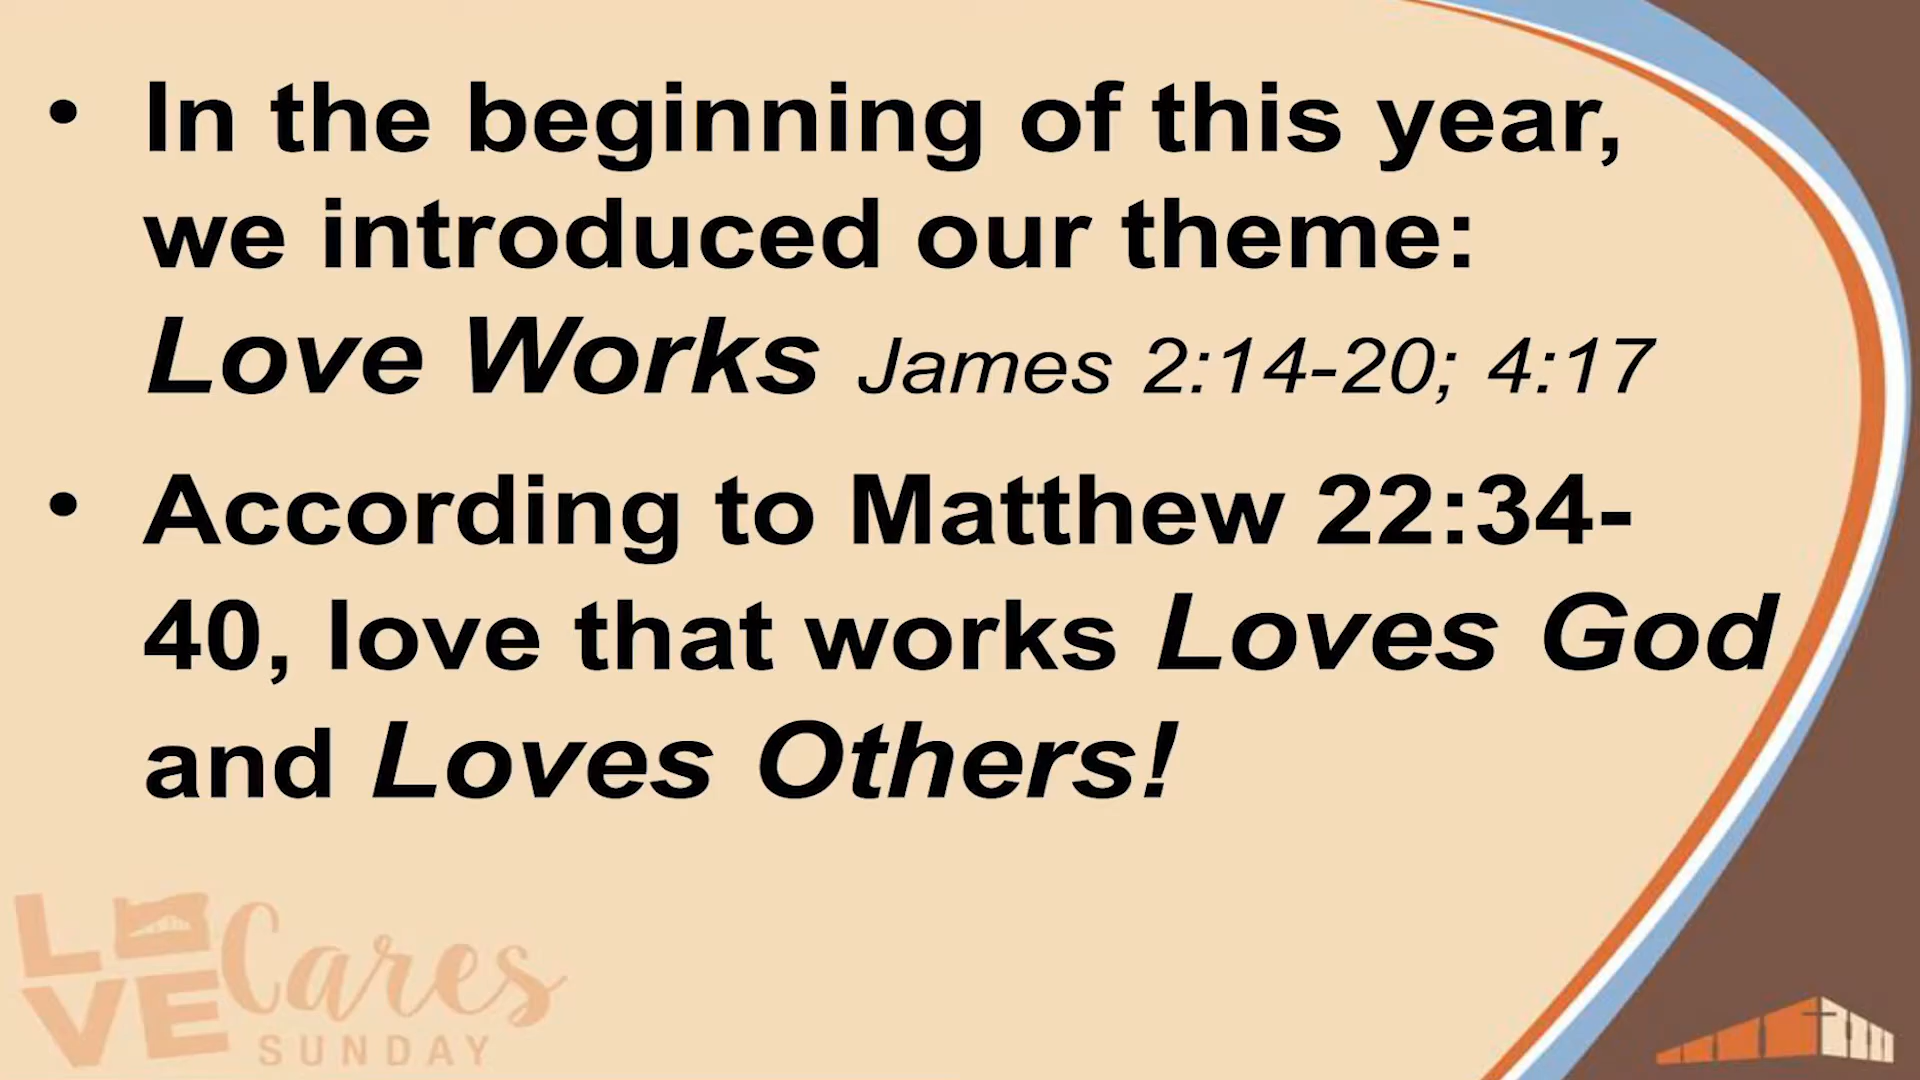 • In the beginning of this year,
we introduced our theme:
Love Works James 2:14-20; 4:17
• According to Matthew 22:34-
40, love that works Loves God
and Loves Others!
LOVE Cares
SUNDAY